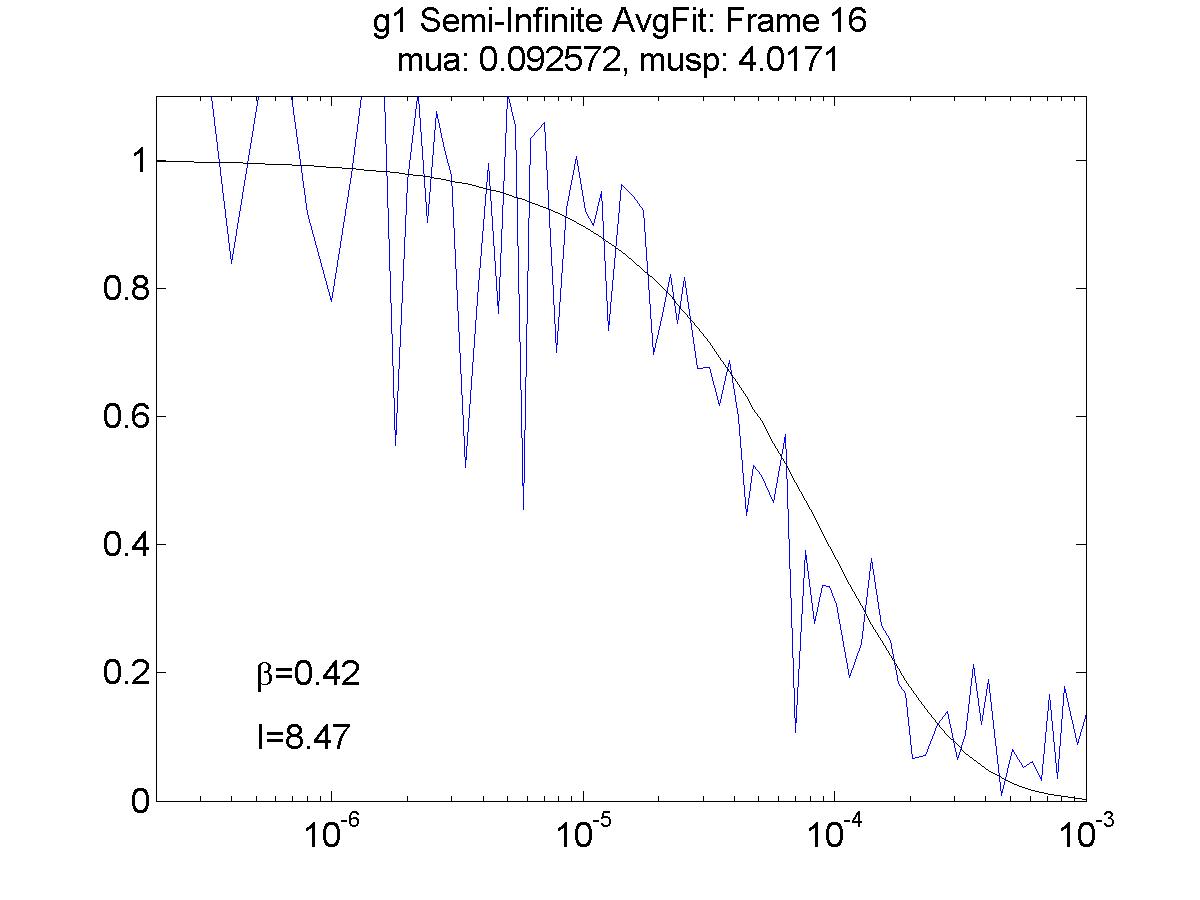 g1 Semi-Infinite AvgFit: Frame 16
mua: 0.092572, musp: 4.0171
1
0.8
0.6
0.4
0.2
0
β=0.42
I=8.47
10^-6
10^-5
10^-4
10^-3